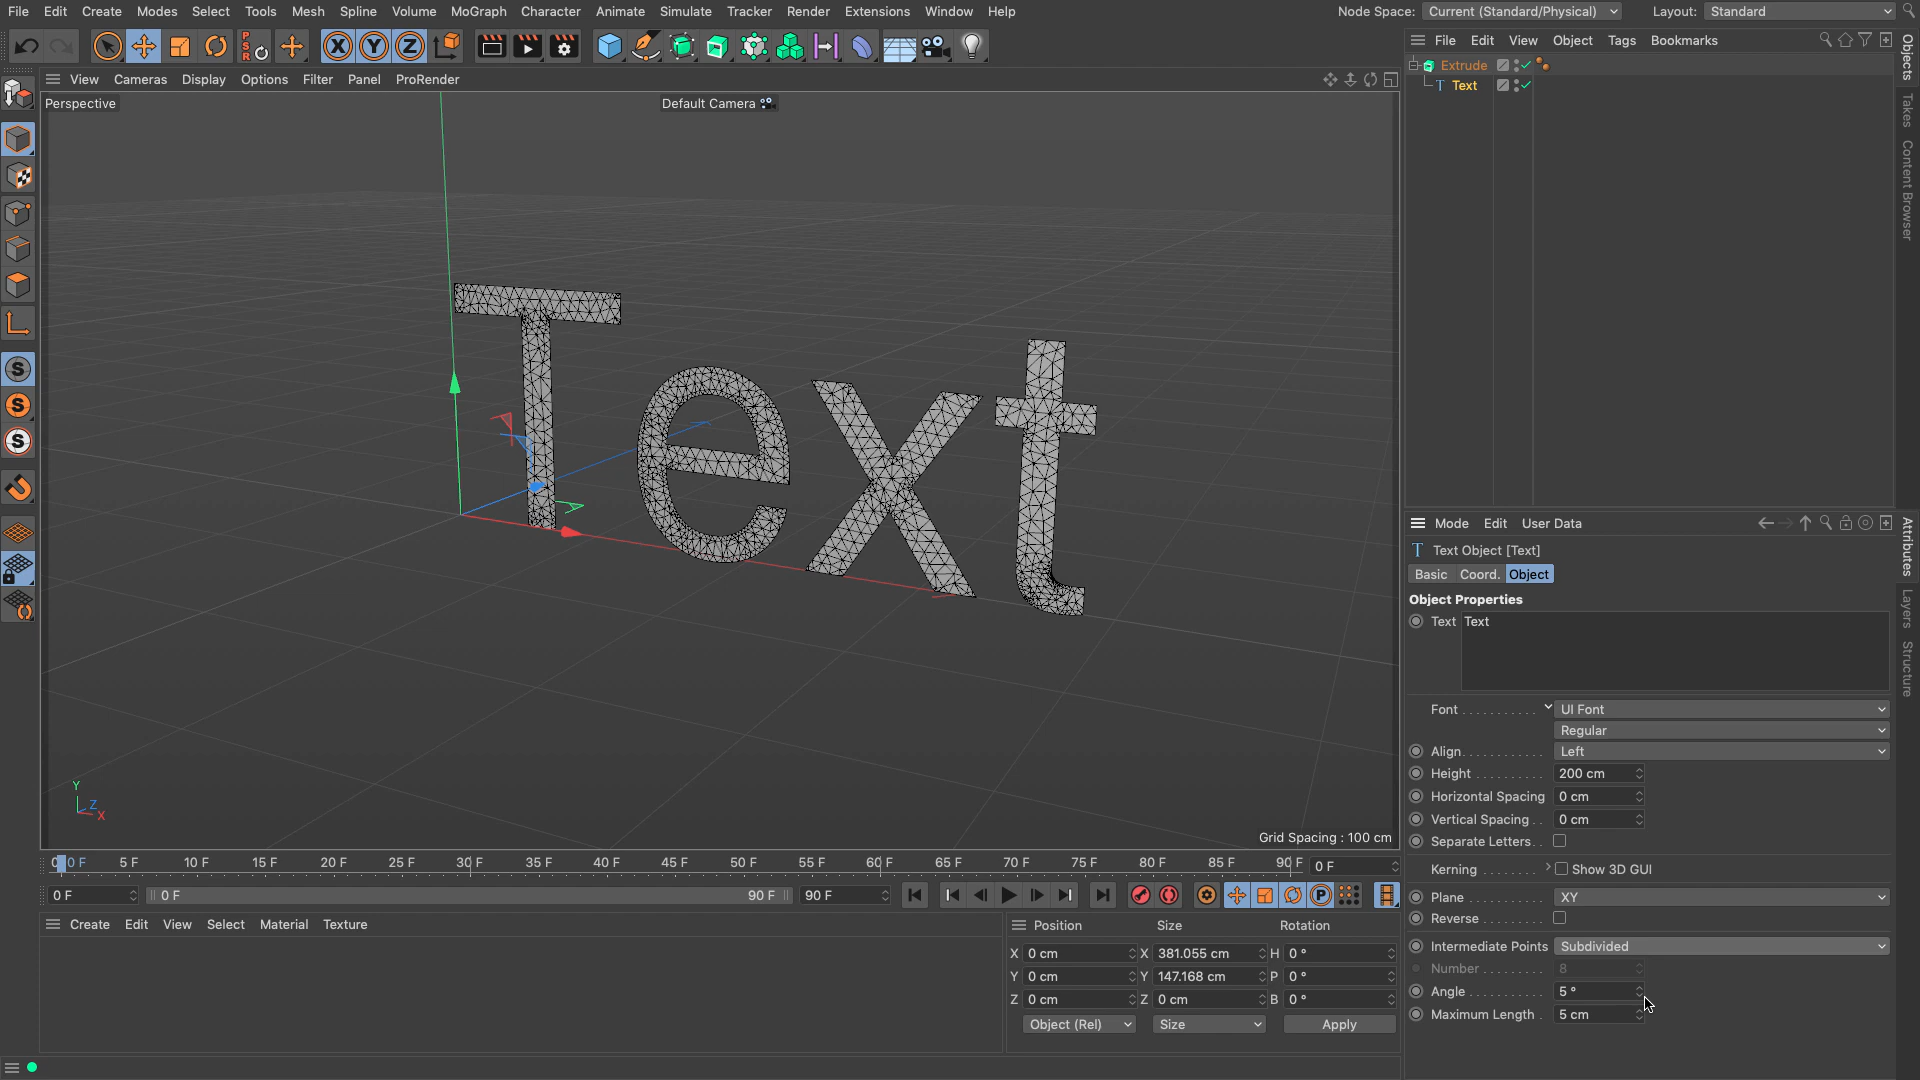 File Edit Create Modes Select Tools Mesh Spline Volume MoGraph Character Animate Simulate Tracker Render Extensions Window Help
Node Space: Current (Standard/Physical) Layout: Standard
X Y Z
PSR
View Cameras Display Options Filter Panel ProRender
Perspective
Default Camera
Text
Y
Z
X
Grid Spacing : 100 cm
S
S
S
0 F 5 F 10 F 15 F 20 F 25 F 30 F 35 F 40 F 45 F 50 F 55 F 60 F 65 F 70 F 75 F 80 F 85 F 90 F 0 F
0 F 0 F 90 F 90 F
P
Create Edit View Select Material Texture
Position Size Rotation
X 0 cm X 381.055 cm H 0 °
Y 0 cm Y 147.168 cm P 0 °
Z 0 cm Z 0 cm B 0 °
Object (Rel) Size Apply
File Edit View Object Tags Bookmarks
Extrude
T Text
Objects
Takes
Content Browser
Mode Edit User Data
T Text Object [Text]
Basic Coord. Object
Object Properties
Text Text
Font UI Font
Regular
Align Left
Height 200 cm
Horizontal Spacing 0 cm
Vertical Spacing 0 cm
Separate Letters
Kerning Show 3D GUI
Plane XY
Reverse
Intermediate Points Subdivided
Number 8
Angle 5 °
Maximum Length 5 cm
Attributes
Layers
Structure